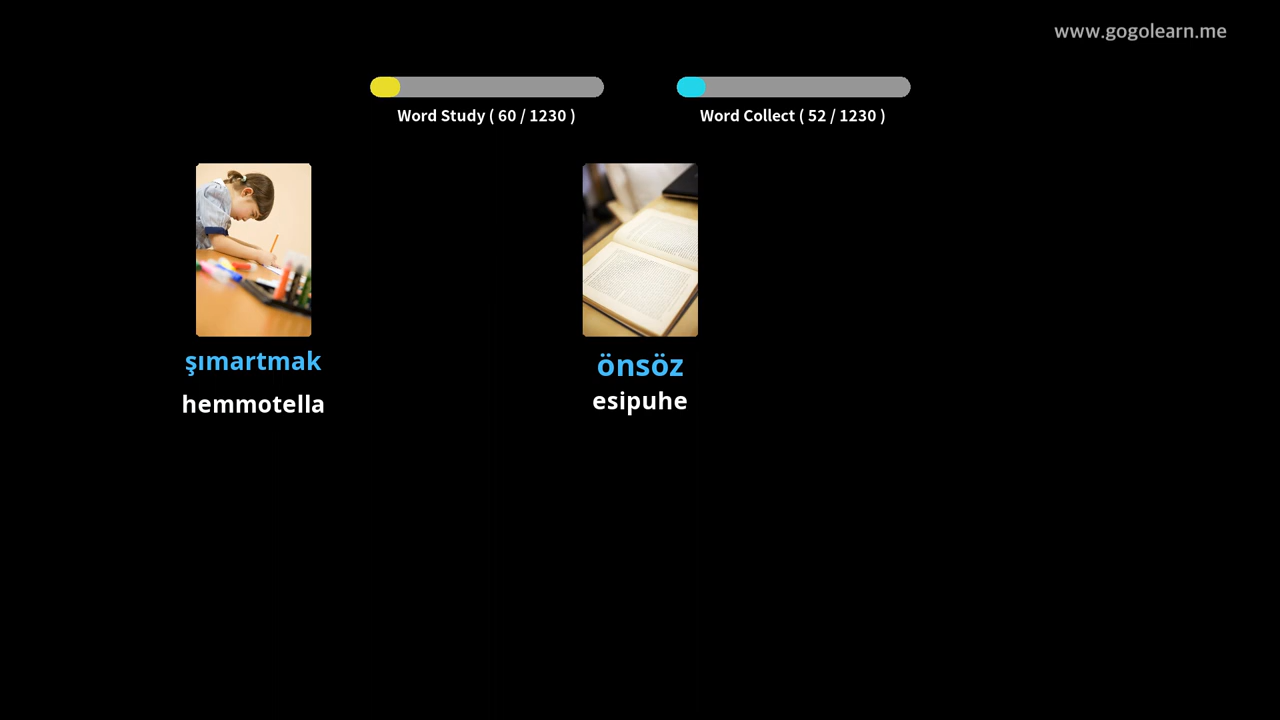 www.gogolearn.me
Word Study ( 60 / 1230 )
Word Collect ( 52 / 1230 )
şımartmak
hemmotella
önsöz
esipuhe